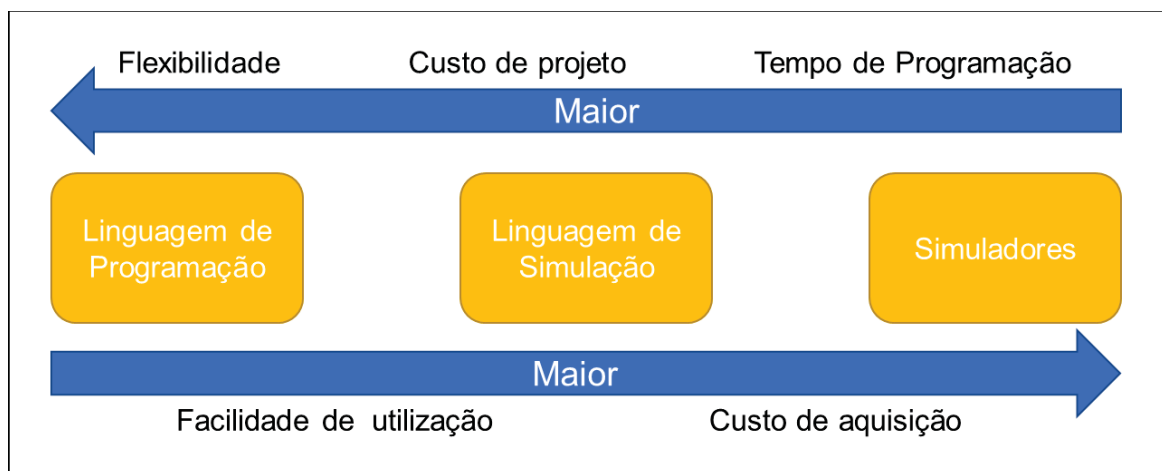 Flexibilidade Custo de projeto Tempo de Programação
Maior
Linguagem de
Programação
Linguagem de
Simulação
Simuladores
Maior
Facilidade de utilização Custo de aquisição